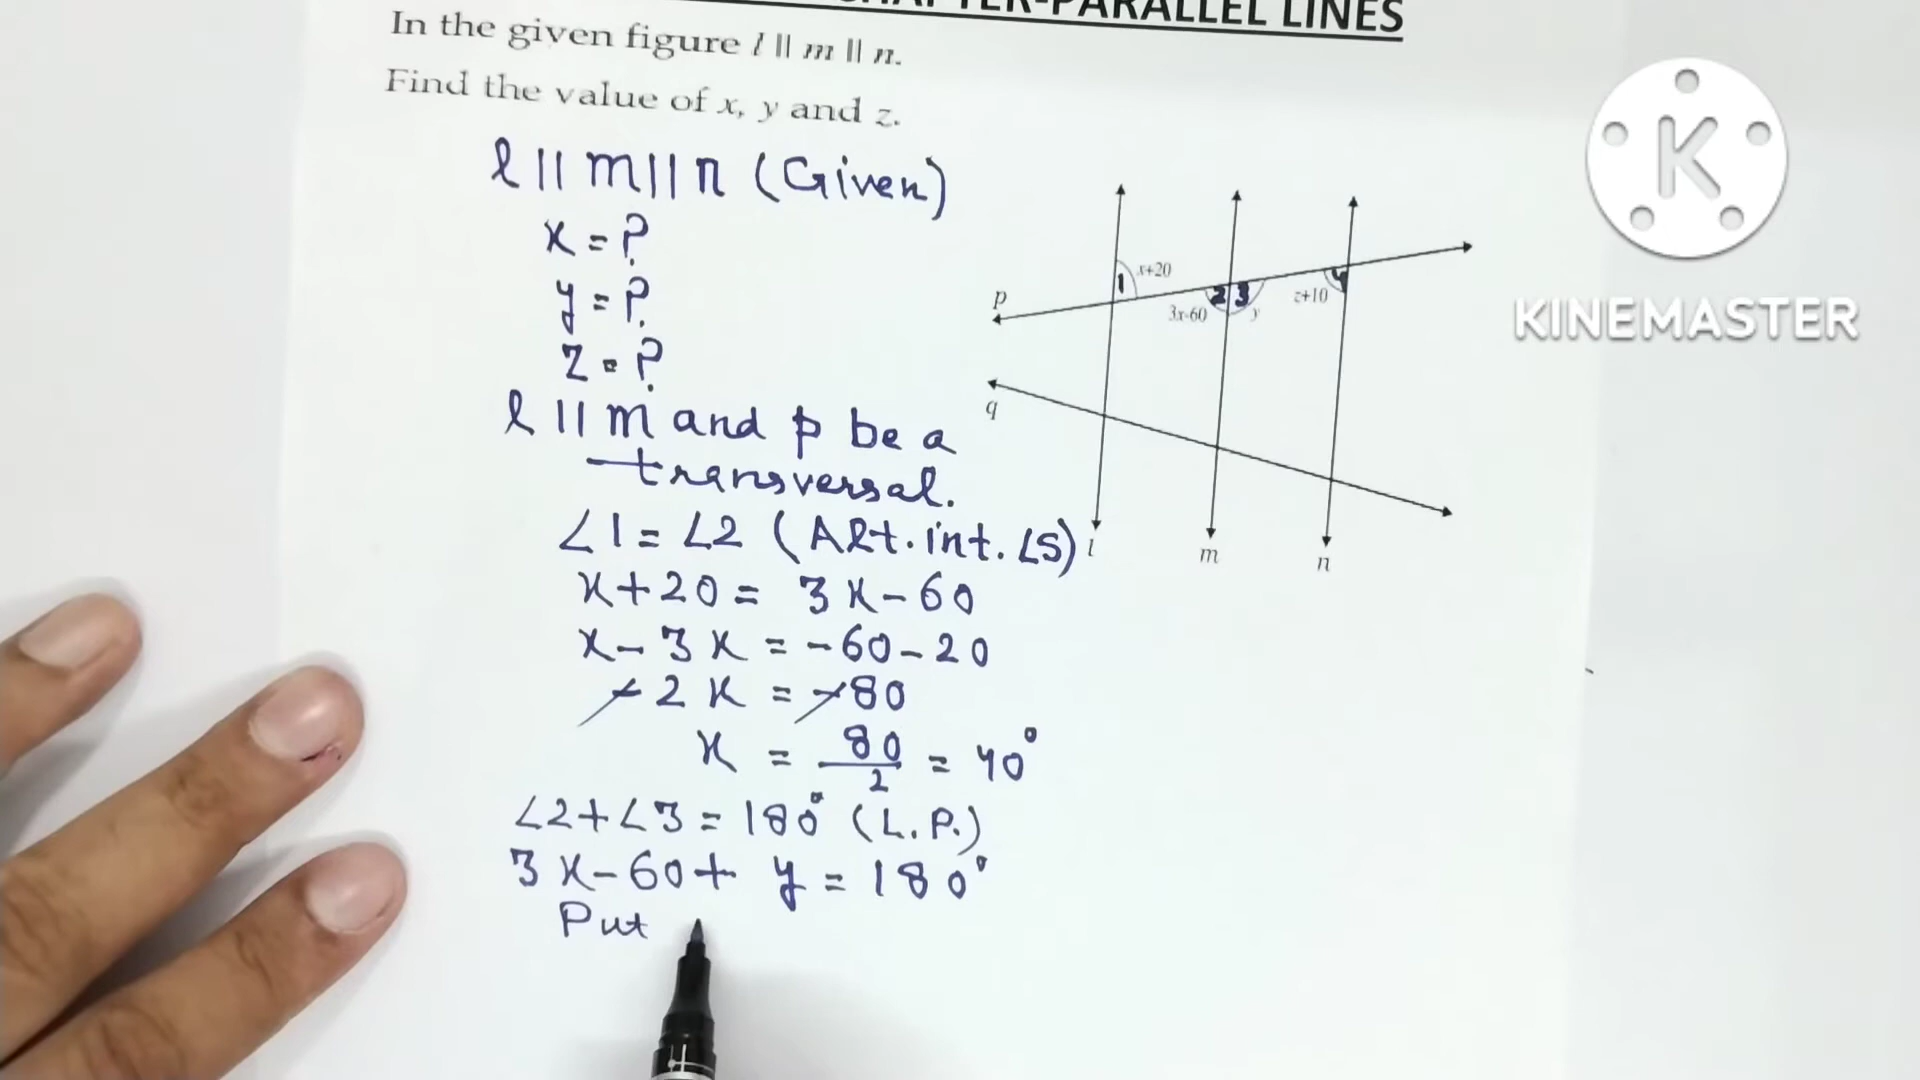 CHAPTER-PARALLEL LINES
In the given figure l || m || n.
Find the value of x, y and z.
l || m || n (Given)
x = ?
y = ?
z = ?
l || m and p be a
transversal.
∠1 = ∠2 (Alt. int. ∠S)
x + 20 = 3x - 60
x - 3x = -60 - 20
-2x = -80
x = 80/2 = 40°
∠2 + ∠3 = 180° (L.P.)
3x - 60 + y = 180°
Put
p
1
x+20
2
3
4
3x-60
y
z+10
q
l
m
n
K
KINEMASTER